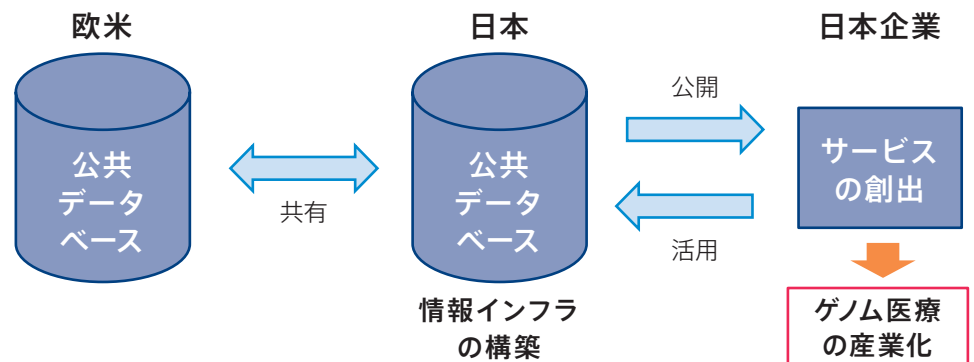 欧米
公共
データ
ベース
共有
日本
公共
データ
ベース
情報インフラ
の構築
公開
活用
日本企業
サービス
の創出
ゲノム医療
の産業化